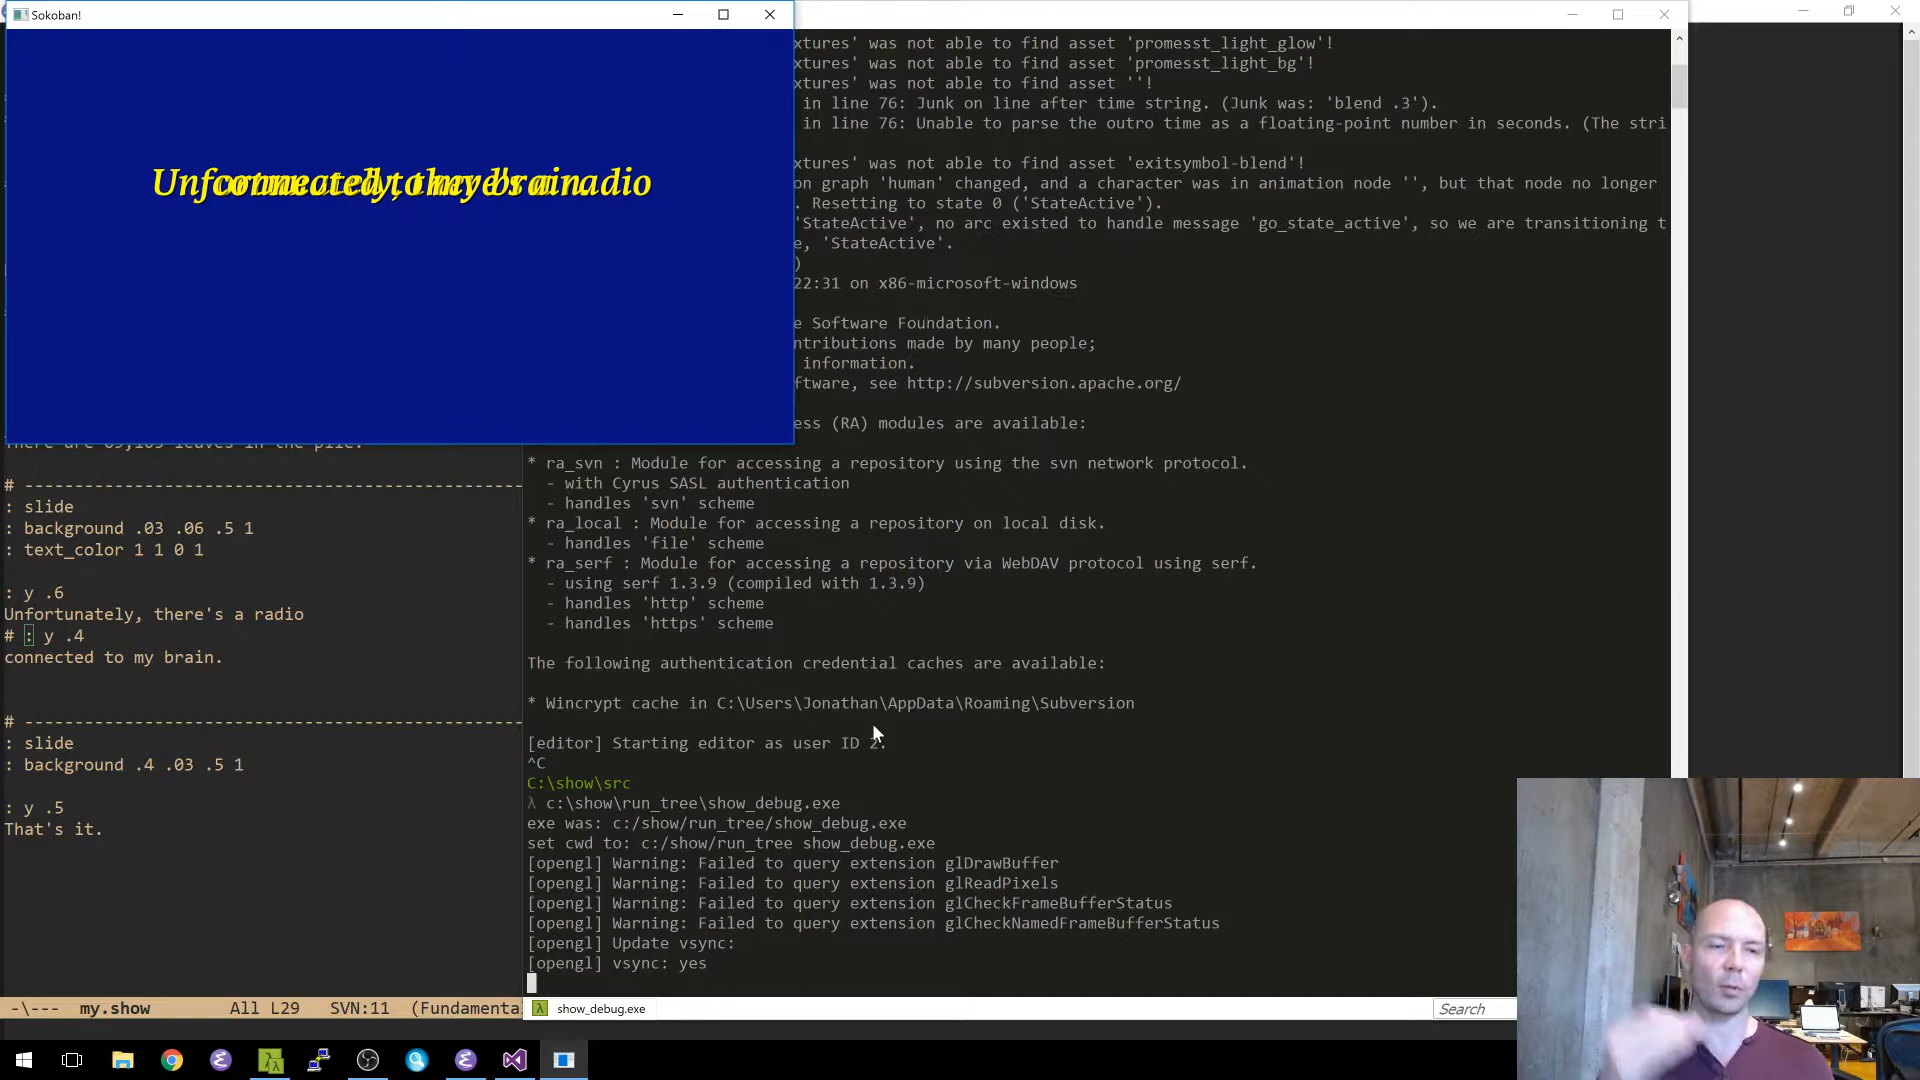 Sokoban!
Unfortunately, there's a radio
connected to my brain.
xtures' was not able to find asset 'promesst_light_glow'!
xtures' was not able to find asset 'promesst_light_bg'!
xtures' was not able to find asset ''!
in line 76: Junk on line after time string. (Junk was: 'blend .3').
in line 76: Unable to parse the outro time as a floating-point number in seconds. (The stri
xtures' was not able to find asset 'exitsymbol-blend'!
on graph 'human' changed, and a character was in animation node '', but that node no longer
. Resetting to state 0 ('StateActive').
'StateActive', no arc existed to handle message 'go_state_active', so we are transitioning t
e, 'StateActive'.
)
22:31 on x86-microsoft-windows
e Software Foundation.
ntributions made by many people;
information.
ftware, see http://subversion.apache.org/
ess (RA) modules are available:
* ra_svn : Module for accessing a repository using the svn network protocol.
- with Cyrus SASL authentication
- handles 'svn' scheme
* ra_local : Module for accessing a repository on local disk.
- handles 'file' scheme
* ra_serf : Module for accessing a repository via WebDAV protocol using serf.
- using serf 1.3.9 (compiled with 1.3.9)
- handles 'http' scheme
- handles 'https' scheme
The following authentication credential caches are available:
* Wincrypt cache in C:\Users\Jonathan\AppData\Roaming\Subversion
[editor] Starting editor as user ID 2.
^C
C:\show\src
λ c:\show\run_tree\show_debug.exe
exe was: c:/show/run_tree/show_debug.exe
set cwd to: c:/show/run_tree show_debug.exe
[opengl] Warning: Failed to query extension glDrawBuffer
[opengl] Warning: Failed to query extension glReadPixels
[opengl] Warning: Failed to query extension glCheckFrameBufferStatus
[opengl] Warning: Failed to query extension glCheckNamedFrameBufferStatus
[opengl] Update vsync:
[opengl] vsync: yes
λ show_debug.exe
Search
# --------------------------------------------------
: slide
: background .03 .06 .5 1
: text_color 1 1 0 1
: y .6
Unfortunately, there's a radio
# : y .4
connected to my brain.
# --------------------------------------------------
: slide
: background .4 .03 .5 1
: y .5
That's it.
-\--- my.show All L29 SVN:11 (Fundamenta